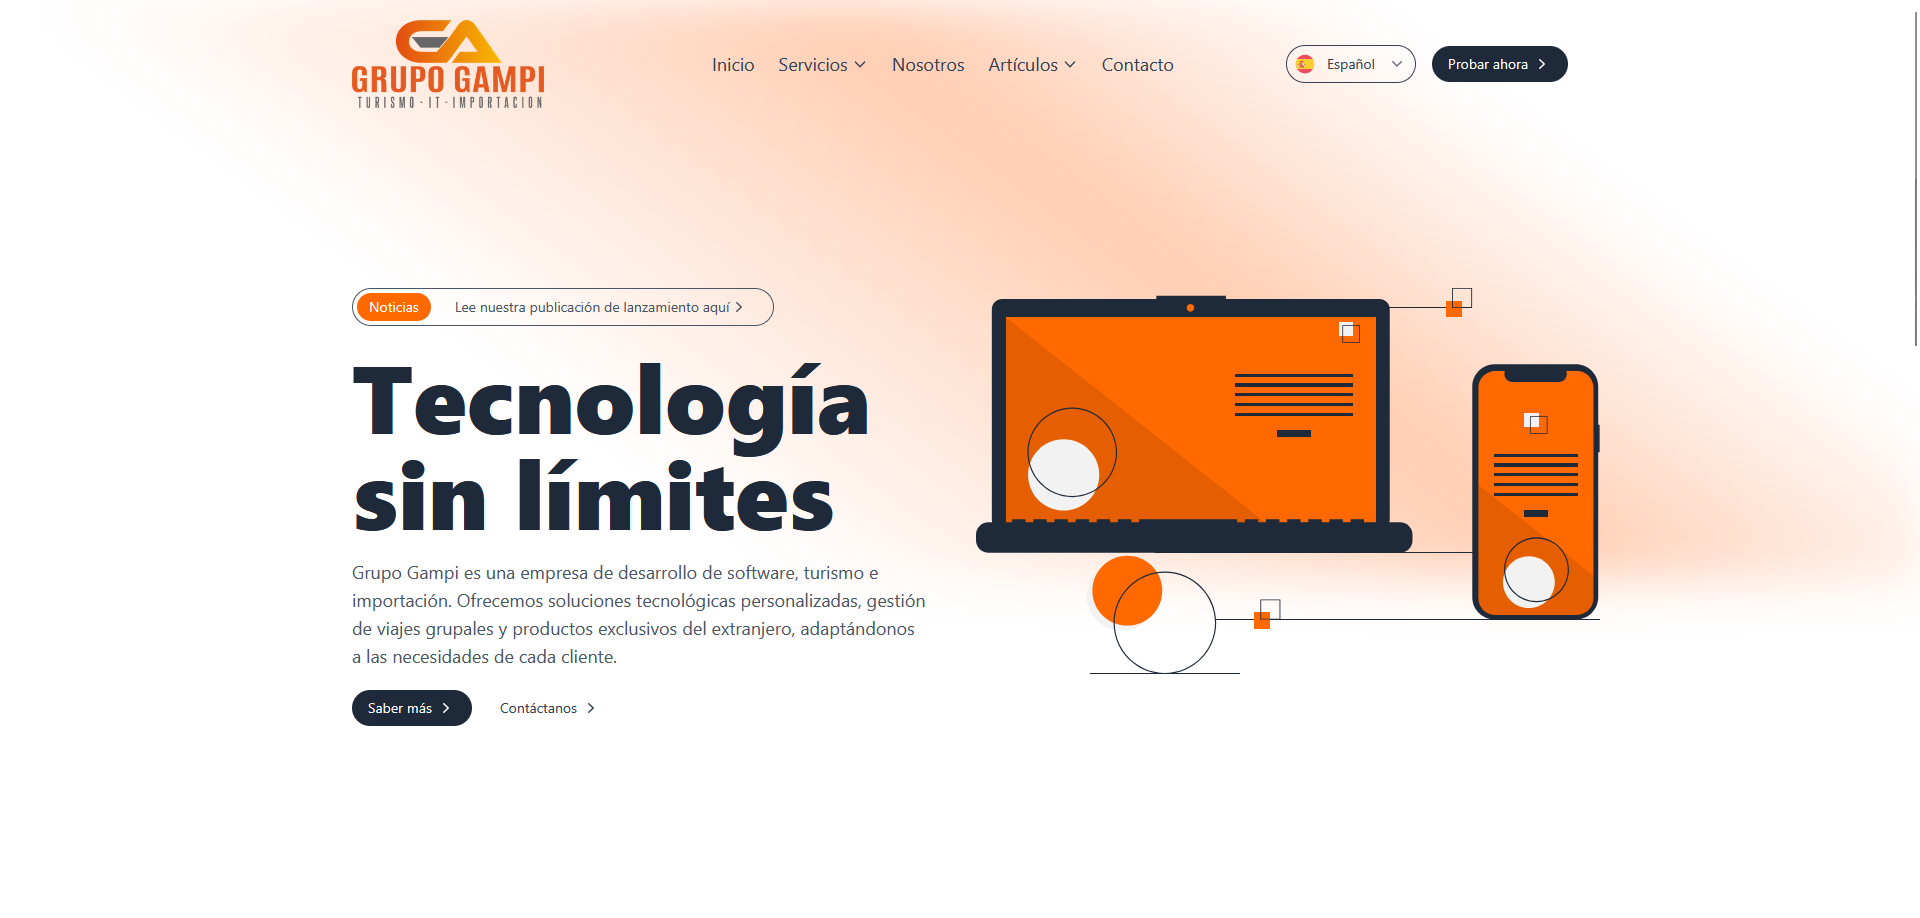 GRUPO GAMPI
TURISMO - IT - IMPORTACION
Inicio
Servicios
Nosotros
Artículos
Contacto
Español
Probar ahora
Noticias
Lee nuestra publicación de lanzamiento aquí
Tecnología
sin límites
Grupo Gampi es una empresa de desarrollo de software, turismo e
importación. Ofrecemos soluciones tecnológicas personalizadas, gestión
de viajes grupales y productos exclusivos del extranjero, adaptándonos
a las necesidades de cada cliente.
Saber más
Contáctanos